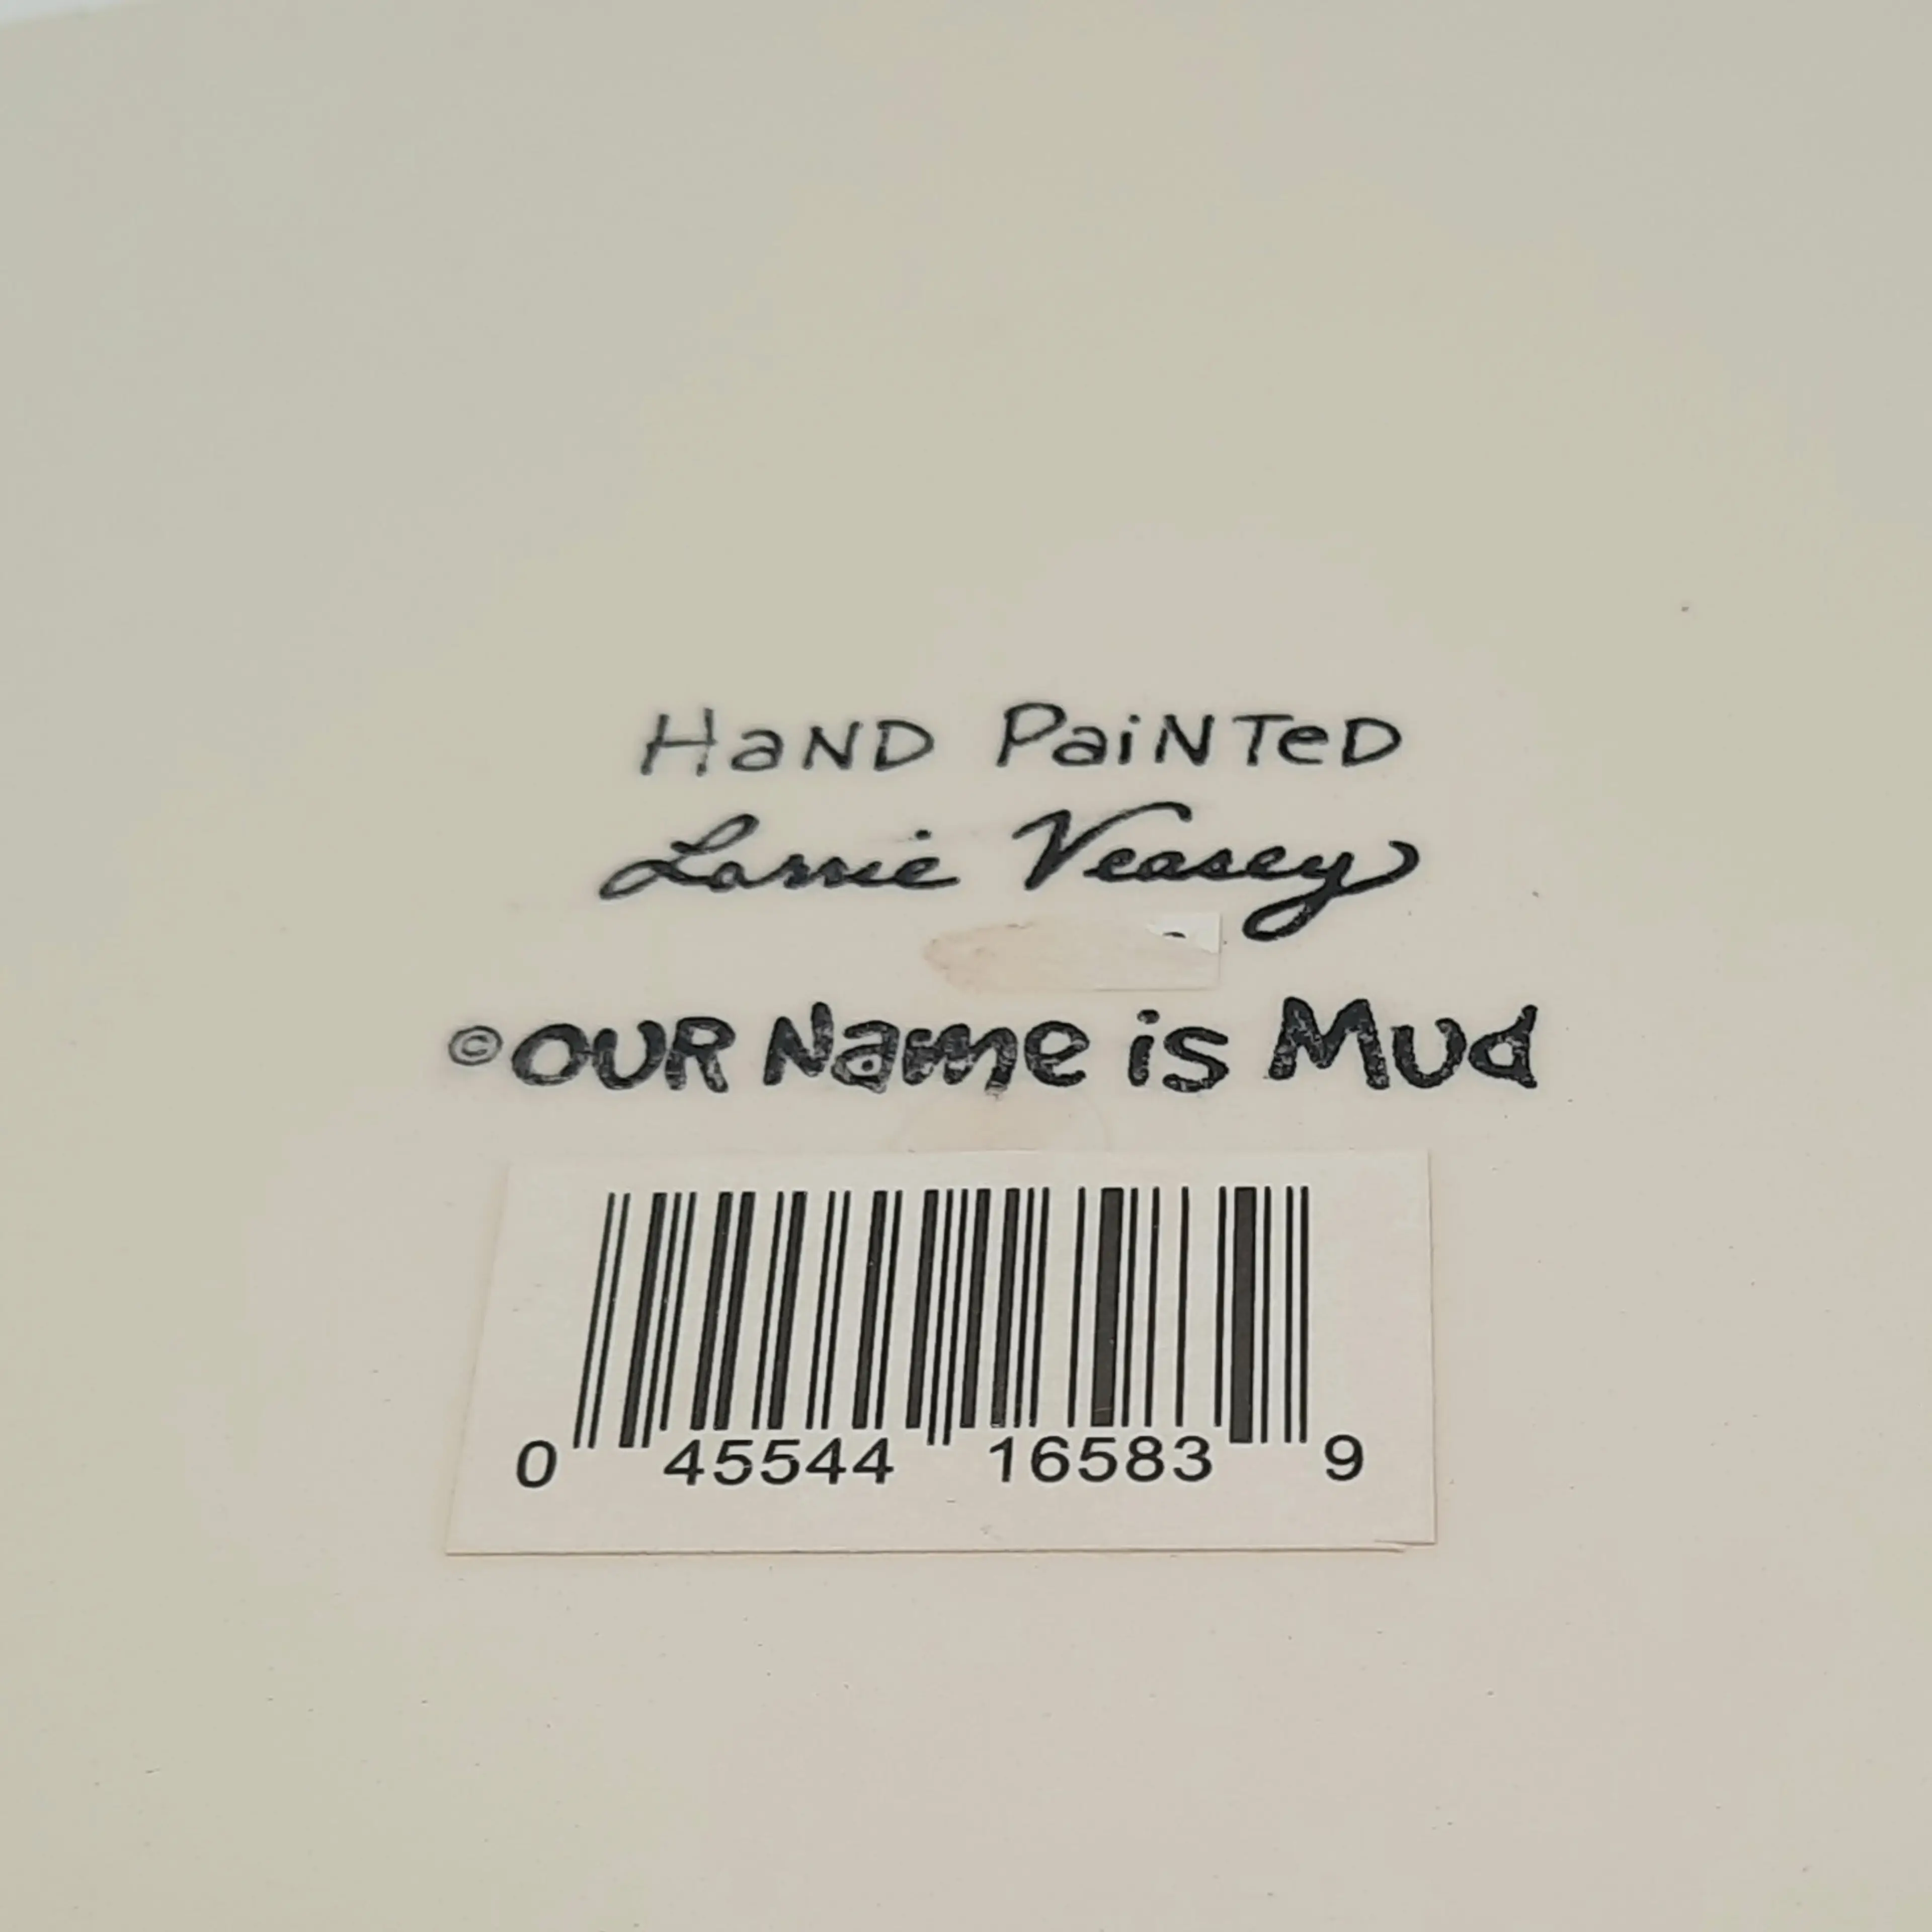 HaND PaiNTeD
Lorrie Veasey
©OUR Name is Mud
0 45544 16583 9